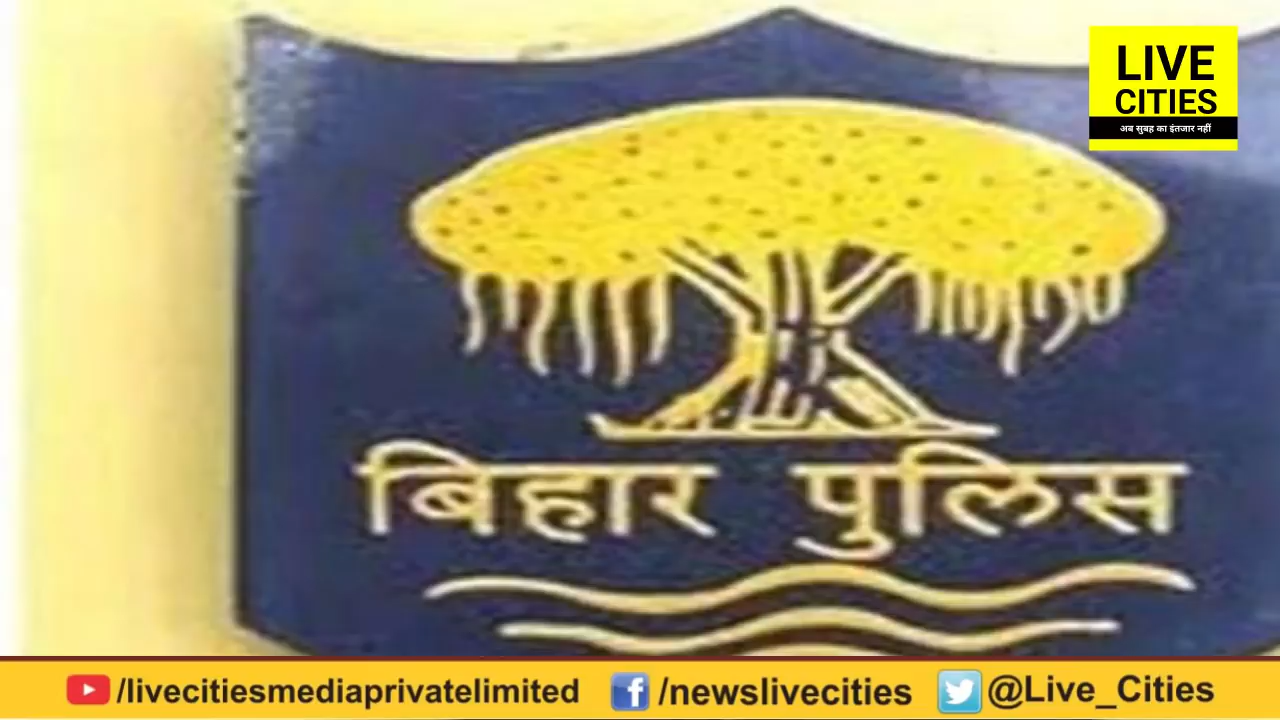 LIVE
CITIES
अब सुबह का इंतजार नहीं
बिहार पुलिस
/livecitiesmediaprivatelimited
/newslivecities
@Live_Cities